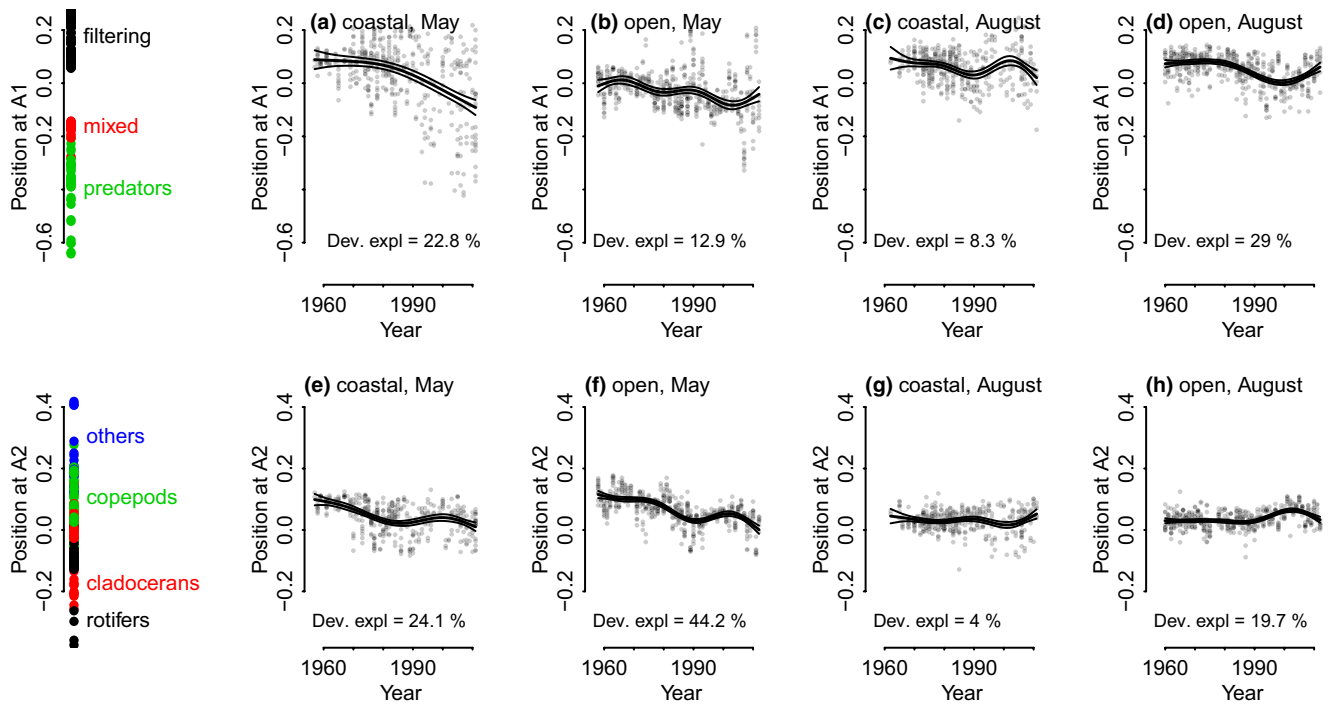 (a) coastal, May
(b) open, May
(c) coastal, August
(d) open, August
filtering
mixed
predators
Position at A1
0.2
0.0
−0.2
−0.6
Dev. expl = 22.8 %
1960
1990
Year
Position at A1
0.2
0.0
−0.2
−0.6
Dev. expl = 12.9 %
1960
1990
Year
Position at A1
0.2
0.0
−0.2
−0.6
Dev. expl = 8.3 %
1960
1990
Year
Position at A1
0.2
0.0
−0.2
−0.6
Dev. expl = 29 %
1960
1990
Year
Position at A1
0.2
0.0
−0.2
−0.6
(e) coastal, May
(f) open, May
(g) coastal, August
(h) open, August
others
copepods
cladocerans
rotifers
Position at A2
0.4
0.2
0.0
−0.2
Dev. expl = 24.1 %
1960
1990
Year
Position at A2
0.4
0.2
0.0
−0.2
Dev. expl = 44.2 %
1960
1990
Year
Position at A2
0.4
0.2
0.0
−0.2
Dev. expl = 4 %
1960
1990
Year
Position at A2
0.4
0.2
0.0
−0.2
Dev. expl = 19.7 %
1960
1990
Year
Position at A2
0.4
0.2
0.0
−0.2